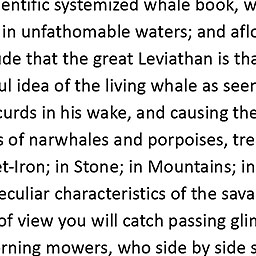 entific systemized whale book, w
in unfathomable waters; and aflo
de that the great Leviathan is tha
ul idea of the living whale as seen
curds in his wake, and causing the
s of narwhales and porpoises, tre
et-Iron; in Stone; in Mountains; in
eculiar characteristics of the sava
of view you will catch passing glim
rning mowers, who side by side s